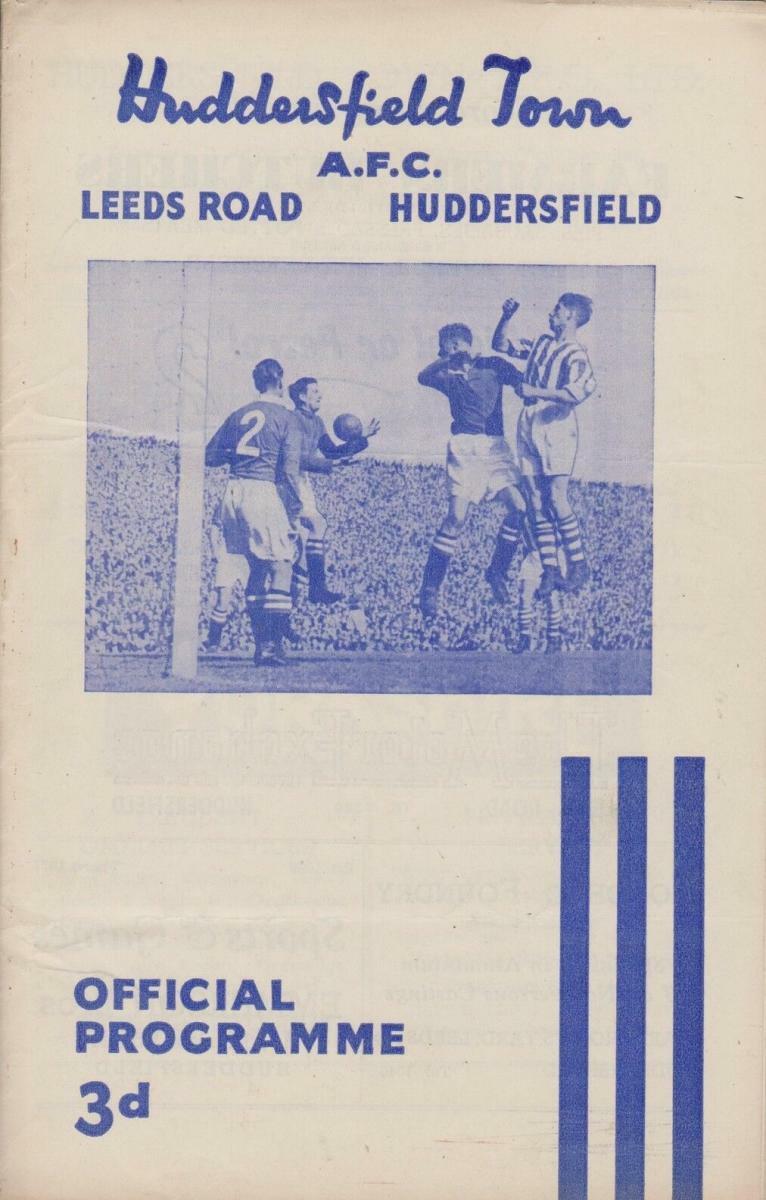 Huddersfield Town
A.F.C.
LEEDS ROAD HUDDERSFIELD
2
OFFICIAL
PROGRAMME
3d